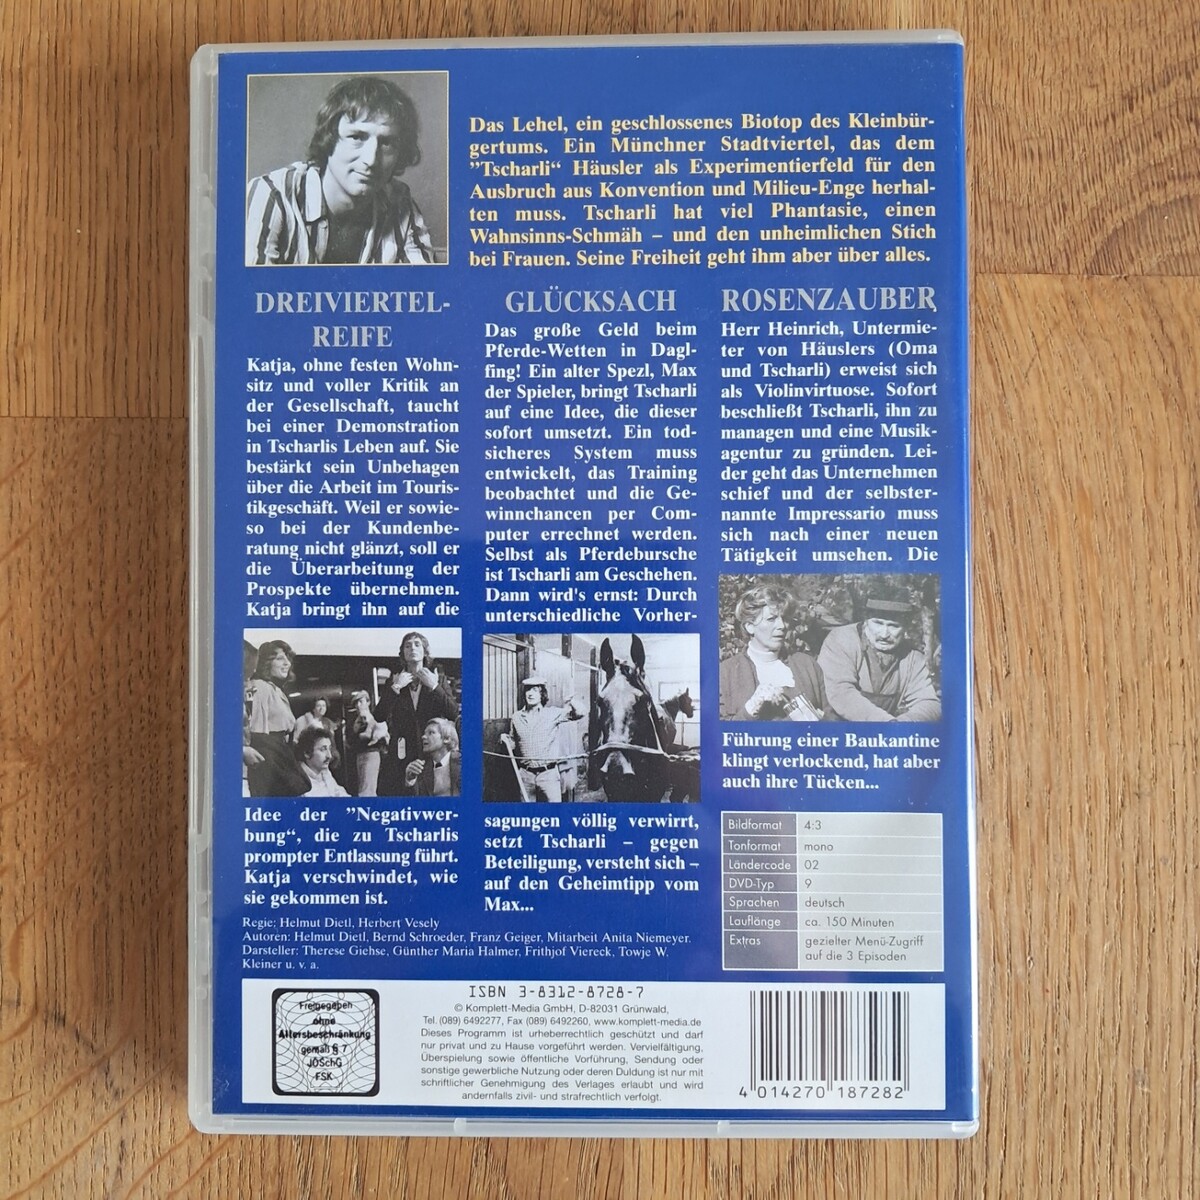 Das Lehel, ein geschlossenes Biotop des Kleinbür-
gertums. Ein Münchner Stadtviertel, das dem
”Tscharli“ Häusler als Experimentierfeld für den
Ausbruch aus Konvention und Milieu-Enge herhal-
ten muss. Tscharli hat viel Phantasie, einen
Wahnsinns-Schmäh – und den unheimlichen Stich
bei Frauen. Seine Freiheit geht ihm aber über alles.
DREIVIERTEL-
REIFE
Katja, ohne festen Wohn-
sitz und voller Kritik an
der Gesellschaft, taucht
bei einer Demonstration
in Tscharlis Leben auf. Sie
bestärkt sein Unbehagen
über die Arbeit im Touris-
tikgeschäft. Weil er sowie-
so bei der Kundenbe-
ratung nicht glänzt, soll er
die Überarbeitung der
Prospekte übernehmen.
Katja bringt ihn auf die
Idee der ”Negativwer-
bung“, die zu Tscharlis
prompter Entlassung führt.
Katja verschwindet, wie
sie gekommen ist.
GLÜCKSACH
Das große Geld beim
Pferde-Wetten in Dagl-
fing! Ein alter Spezl, Max
der Spieler, bringt Tscharli
auf eine Idee, die dieser
sofort umsetzt. Ein tod-
sicheres System muss
entwickelt, das Training
beobachtet und die Ge-
winnchancen per Com-
puter errechnet werden.
Selbst als Pferdebursche
ist Tscharli am Geschehen.
Dann wird's ernst: Durch
unterschiedliche Vorher-
sagungen völlig verwirrt,
setzt Tscharli – gegen
Beteiligung, versteht sich –
auf den Geheimtipp vom
Max...
ROSENZAUBER
Herr Heinrich, Untermie-
ter von Häuslers (Oma
und Tscharli) erweist sich
als Violinvirtuose. Sofort
beschließt Tscharli, ihn zu
managen und eine Musik-
agentur zu gründen. Lei-
der geht das Unternehmen
schief und der selbster-
nannte Impressario muss
sich nach einer neuen
Tätigkeit umsehen. Die
Führung einer Baukantine
klingt verlockend, hat aber
auch ihre Tücken...
Bildformat 4:3
Tonformat mono
Ländercode 02
DVD-Typ 9
Sprachen deutsch
Lauflänge ca. 150 Minuten
Extras gezielter Menü-Zugriff
auf die 3 Episoden
Regie: Helmut Dietl, Herbert Vesely
Autoren: Helmut Dietl, Bernd Schroeder, Franz Geiger, Mitarbeit Anita Niemeyer.
Darsteller: Therese Giehse, Günther Maria Halmer, Frithjof Viereck, Towje W.
Kleiner u. v. a.
Freigegeben
ohne
Altersbeschränkung
gemäß § 7
JÖSchG
FSK
ISBN 3-8312-8728-7
© Komplett-Media GmbH, D-82031 Grünwald,
Tel. (089) 6492277, Fax (089) 6492260, www.komplett-media.de
Dieses Programm ist urheberrechtlich geschützt und darf
nur privat und zu Hause vorgeführt werden. Vervielfältigung,
Überspielung sowie öffentliche Vorführung, Sendung oder
sonstige gewerbliche Nutzung oder deren Duldung ist nur mit
schriftlicher Genehmigung des Verlages erlaubt und wird
andernfalls zivil- und strafrechtlich verfolgt.
4 014270 187282